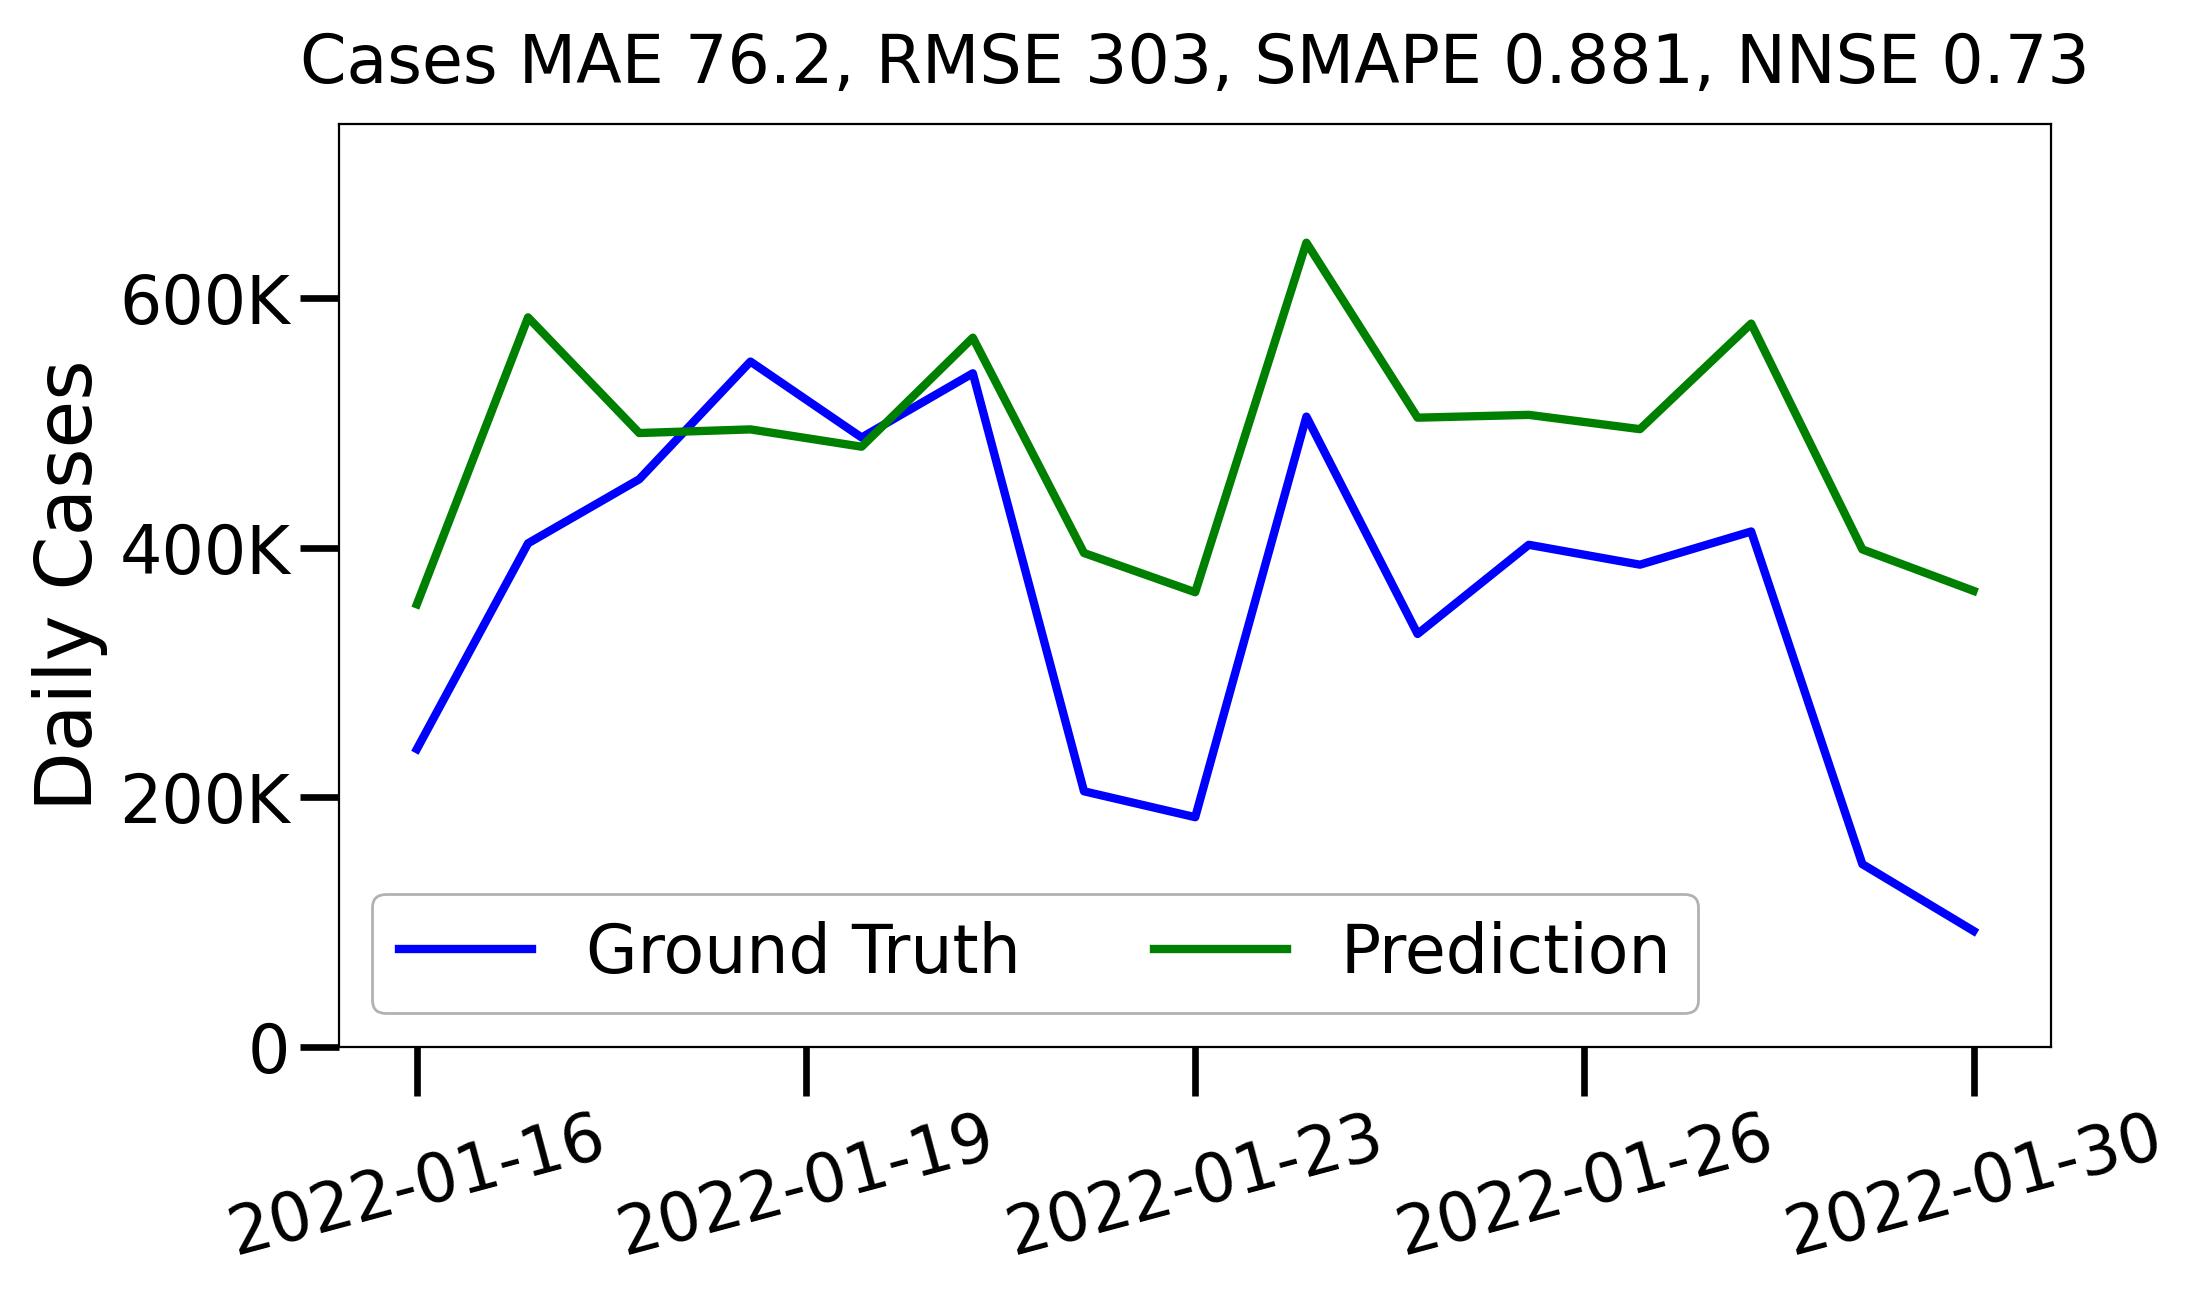 Cases MAE 76.2, RMSE 303, SMAPE 0.881, NNSE 0.73
Daily Cases
600K
400K
200K
0
Ground Truth
Prediction
2022-01-16
2022-01-19
2022-01-23
2022-01-26
2022-01-30